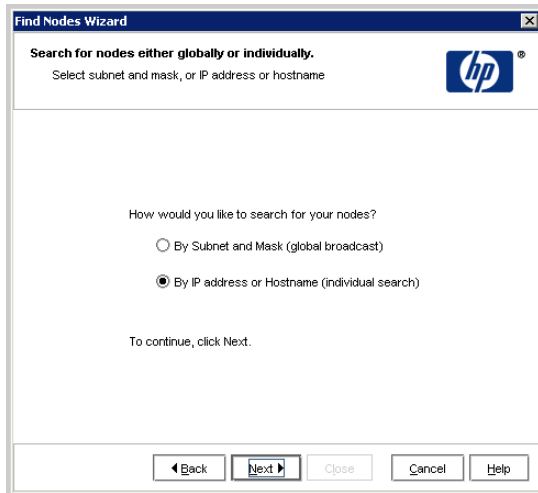 Find Nodes Wizard
Search for nodes either globally or individually.
Select subnet and mask, or IP address or hostname
hp ®
How would you like to search for your nodes?
By Subnet and Mask (global broadcast)
By IP address or Hostname (individual search)
To continue, click Next.
Back Next Close Cancel Help